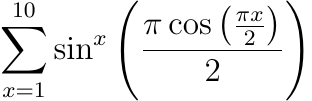 \sum_{x=1}^{10} \sin^x \left( \frac{\pi \cos\left(\frac{\pi x}{2}\right)}{2} \right)